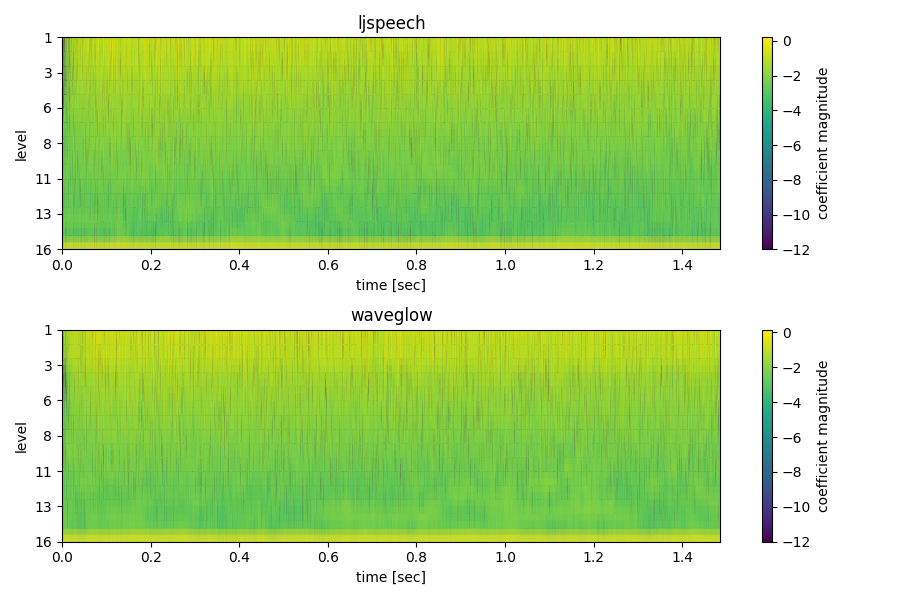 ljspeech
1
3
6
8
11
13
16
level
0.0 0.2 0.4 0.6 0.8 1.0 1.2 1.4
time [sec]
0
−2
−4
−6
−8
−10
−12
coefficient magnitude
waveglow
1
3
6
8
11
13
16
level
0.0 0.2 0.4 0.6 0.8 1.0 1.2 1.4
time [sec]
0
−2
−4
−6
−8
−10
−12
coefficient magnitude